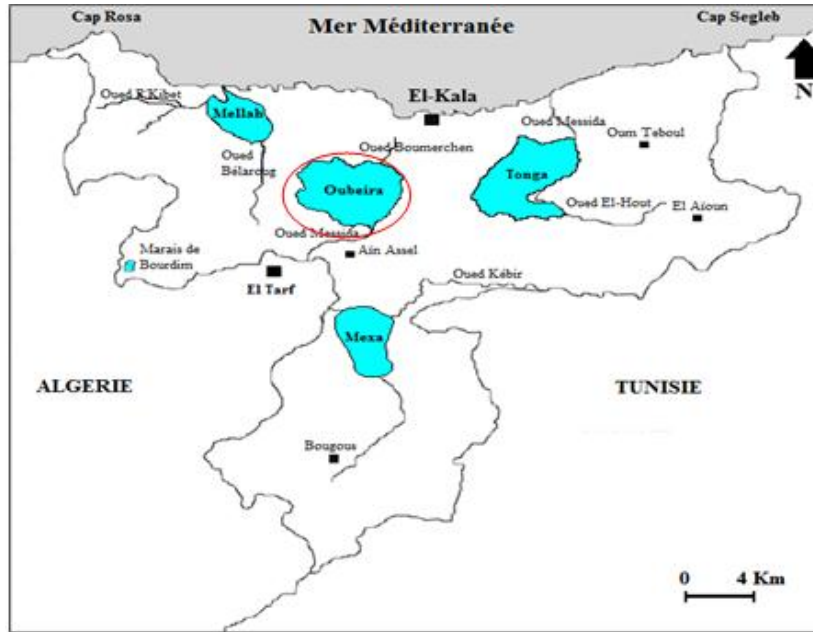 Cap Rosa
Mer Méditerranée
Cap Segleb
N
Oued R.Kibet
Mellah
El-Kala
Oued Messida
Oum Teboul
Oued
Bélaroug
Oued Boumerchen
Oubeira
Tonga
Oued El-Hout
El Aïoun
Oued Messida
Marais de
Bourdim
Aïn Assel
El Tarf
Oued Kébir
Mexa
ALGERIE
TUNISIE
Bougous
0 4 Km